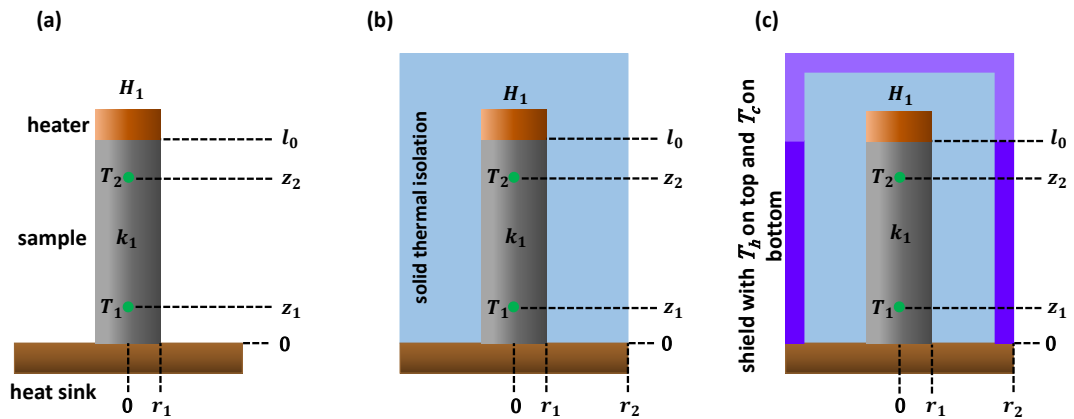 (a)
H₁
heater
l₀
T₂
z₂
sample
k₁
T₁
z₁
0
heat sink
0
r₁
(b)
H₁
solid thermal isolation
l₀
T₂
z₂
k₁
T₁
z₁
0
0
r₁
r₂
(c)
shield with Tₕ on top and T_c on
bottom
H₁
l₀
T₂
z₂
k₁
T₁
z₁
0
0
r₁
r₂